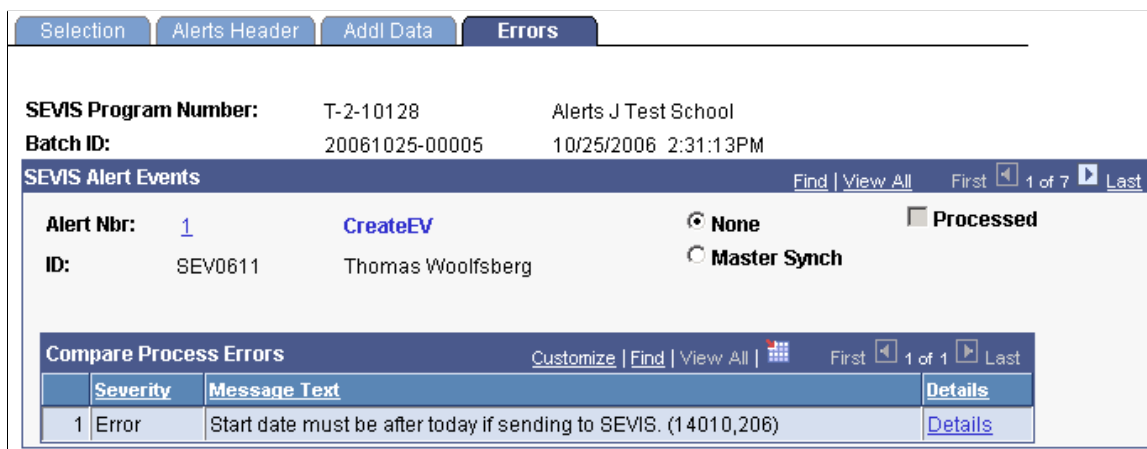 Selection Alerts Header Addl Data Errors
SEVIS Program Number: T-2-10128 Alerts J Test School
Batch ID: 20061025-00005 10/25/2006 2:31:13PM
SEVIS Alert Events Find | View All First 1 of 7 Last
Alert Nbr: 1 CreateEV None Processed
ID: SEV0611 Thomas Woolfsberg Master Synch
Compare Process Errors Customize | Find | View All | First 1 of 1 Last
Severity Message Text Details
1 Error Start date must be after today if sending to SEVIS. (14010,206) Details